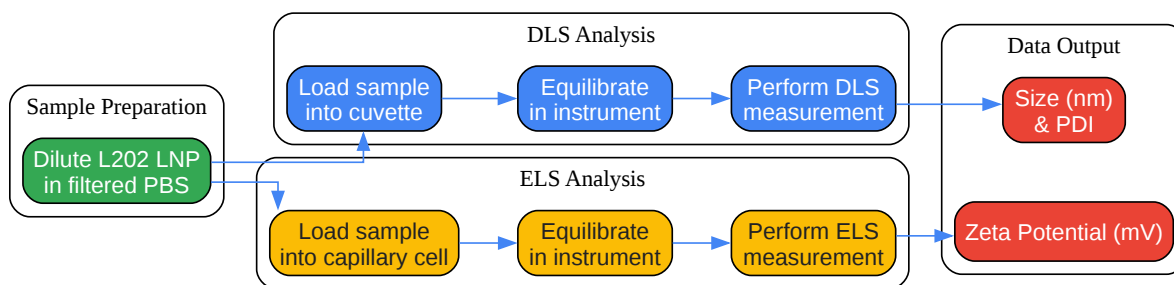 DLS Analysis
Data Output
Load sample
into cuvette
Equilibrate
in instrument
Perform DLS
measurement
Size (nm)
& PDI
Sample Preparation
Dilute L202 LNP
in filtered PBS
ELS Analysis
Load sample
into capillary cell
Equilibrate
in instrument
Perform ELS
measurement
Zeta Potential (mV)